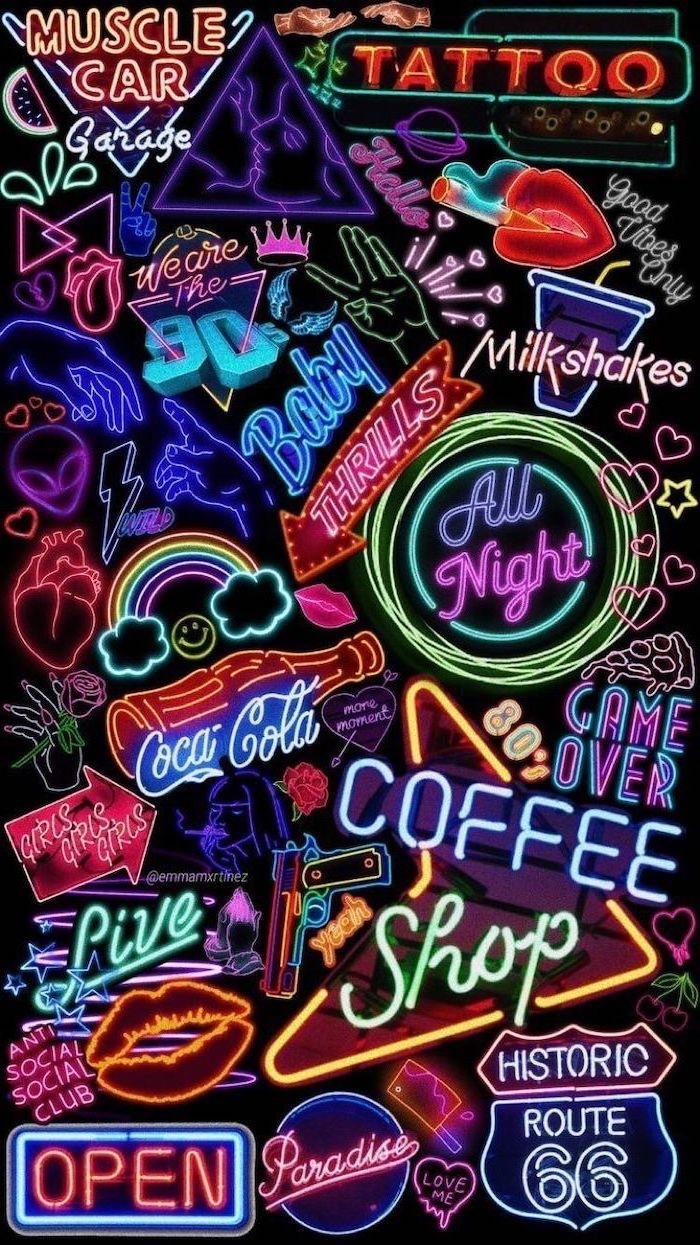 MUSCLE
CAR
Garage
TATTOO
Hello
Good
Vibes
Only
We are
The
90s
Milkshakes
Baby
THRILLS
All
Night
WILD
Coca-Cola
more
moment
80's
GAME
OVER
COFFEE
Shop
GIRLS GIRLS GIRLS
@emmamxrtinez
yeah
Live
ANTI
SOCIAL
SOCIAL
CLUB
HISTORIC
ROUTE
66
OPEN
Paradise
LOVE
ME